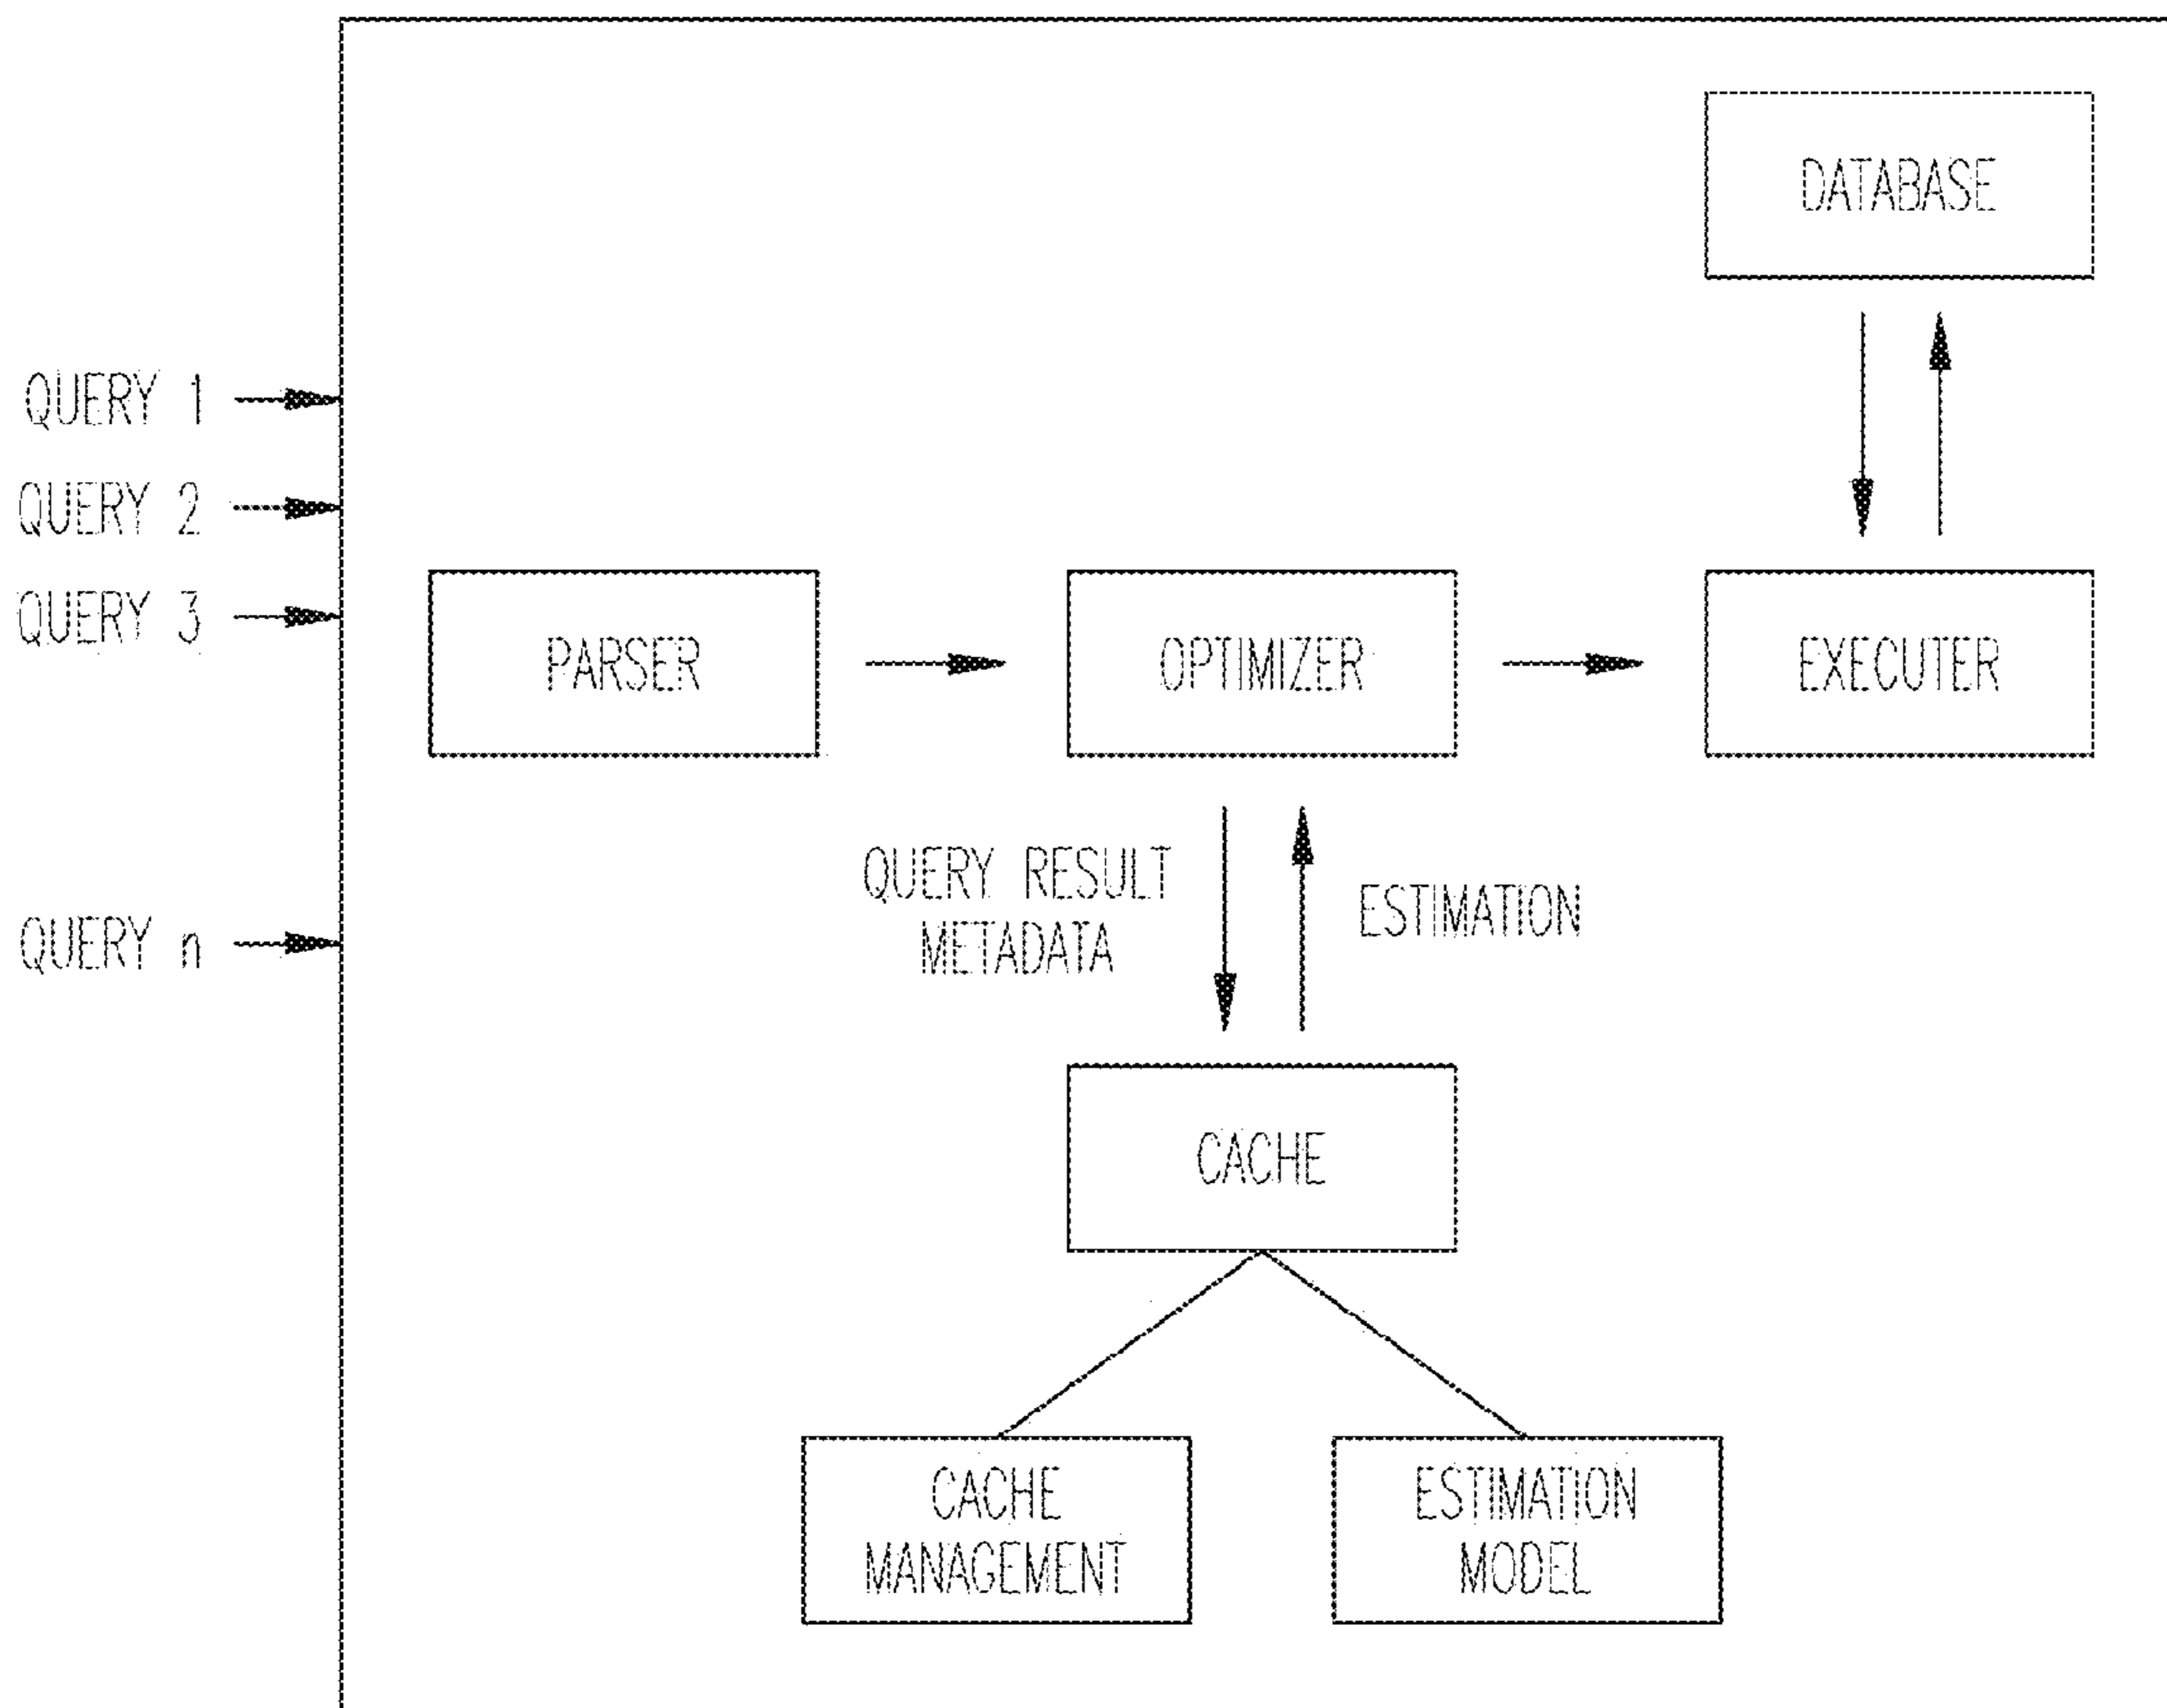 DATABASE
QUERY 1
QUERY 2
QUERY 3
PARSER
OPTIMIZER
EXECUTER
QUERY RESULT
METADATA
ESTIMATION
QUERY n
CACHE
CACHE
MANAGEMENT
ESTIMATION
MODEL